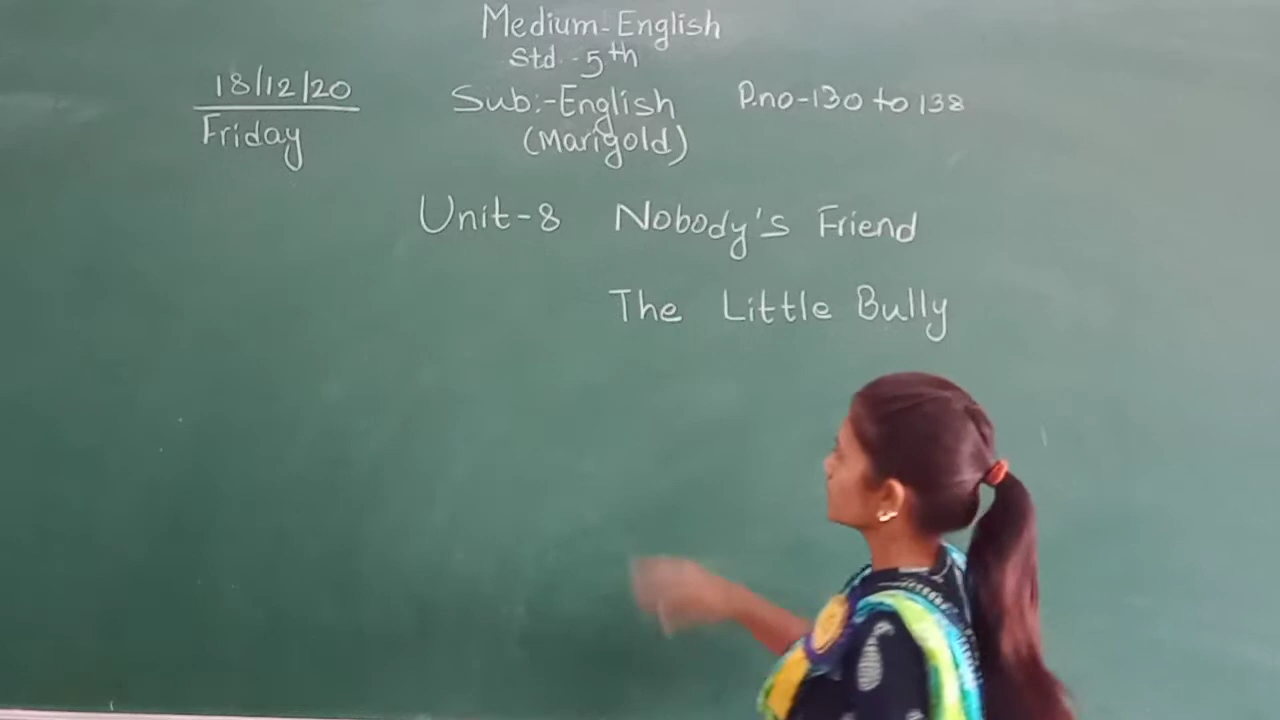 Medium-English
Std.-5th
18/12/20
Friday
Sub:-English
(Marigold)
P.no-130 to 138
Unit-8 Nobody's Friend
The Little Bully